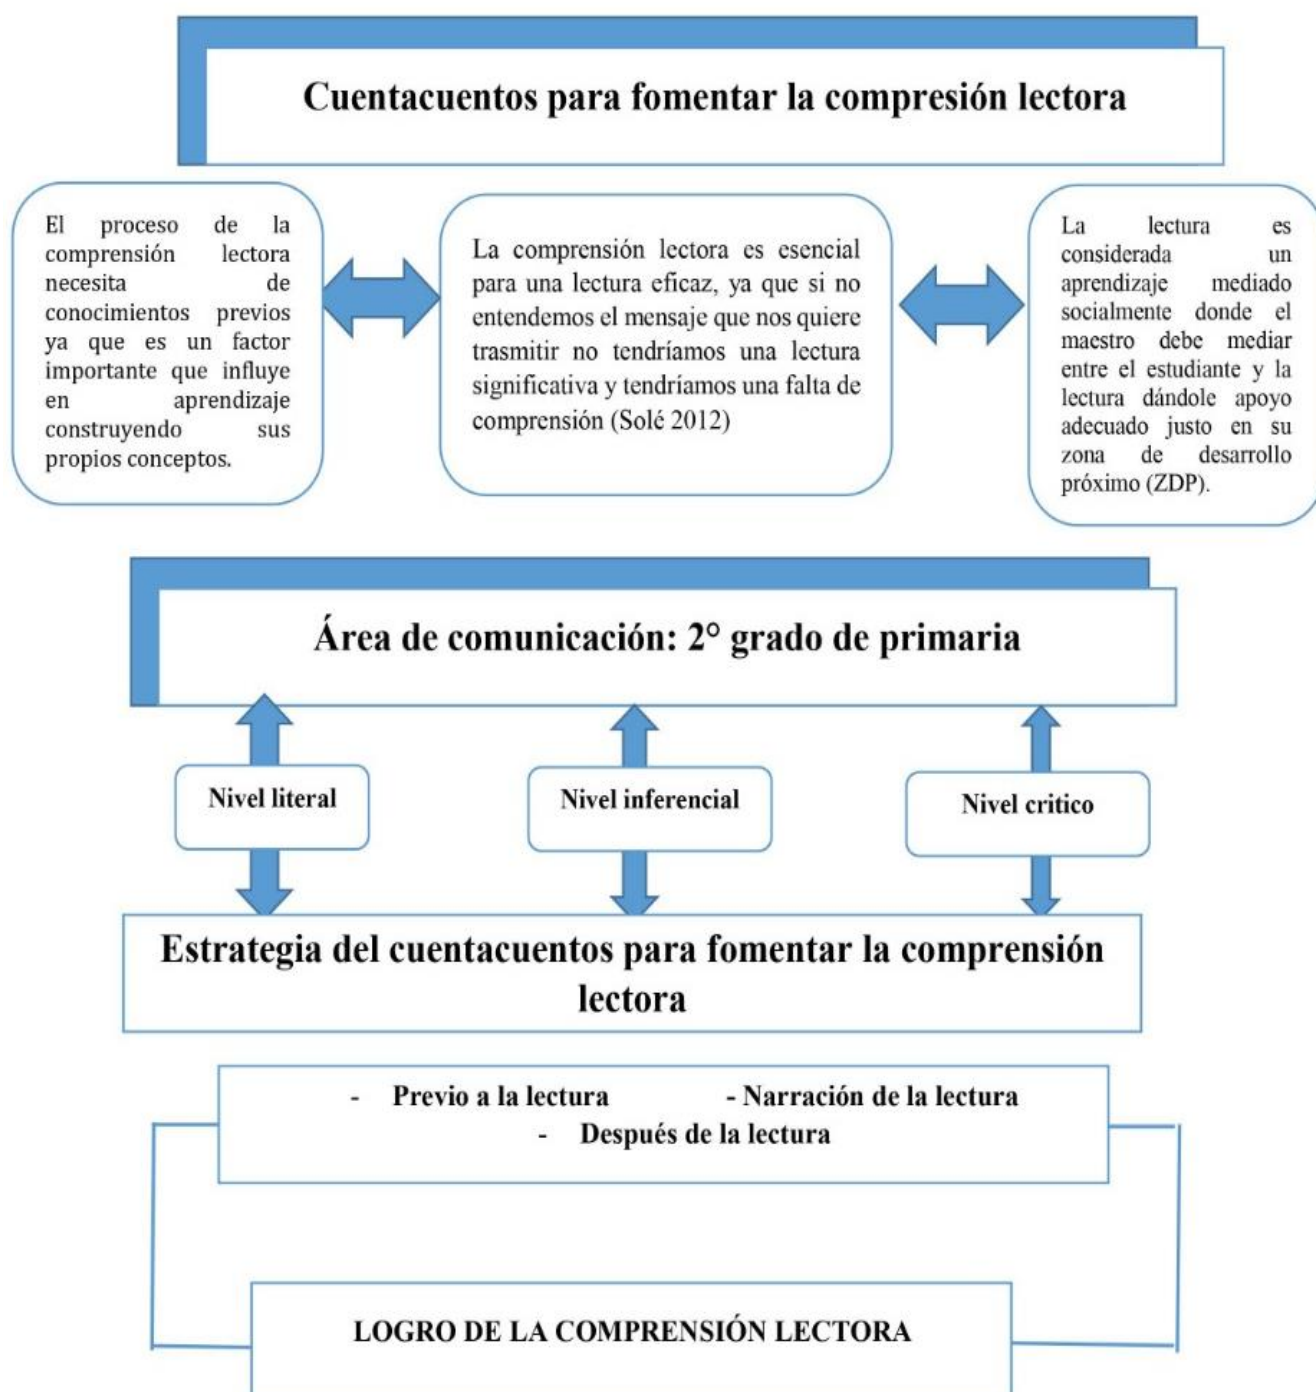 Cuentacuentos para fomentar la compresión lectora
El proceso de la
comprensión lectora
necesita de
conocimientos previos
ya que es un factor
importante que influye
en aprendizaje
construyendo sus
propios conceptos.
La comprensión lectora es esencial
para una lectura eficaz, ya que si no
entendemos el mensaje que nos quiere
trasmitir no tendríamos una lectura
significativa y tendríamos una falta de
comprensión (Solé 2012)
La lectura es
considerada un
aprendizaje mediado
socialmente donde el
maestro debe mediar
entre el estudiante y la
lectura dándole apoyo
adecuado justo en su
zona de desarrollo
próximo (ZDP).
Área de comunicación: 2° grado de primaria
Nivel literal
Nivel inferencial
Nivel critico
Estrategia del cuentacuentos para fomentar la comprensión
lectora
- Previo a la lectura - Narración de la lectura
- Después de la lectura
LOGRO DE LA COMPRENSIÓN LECTORA